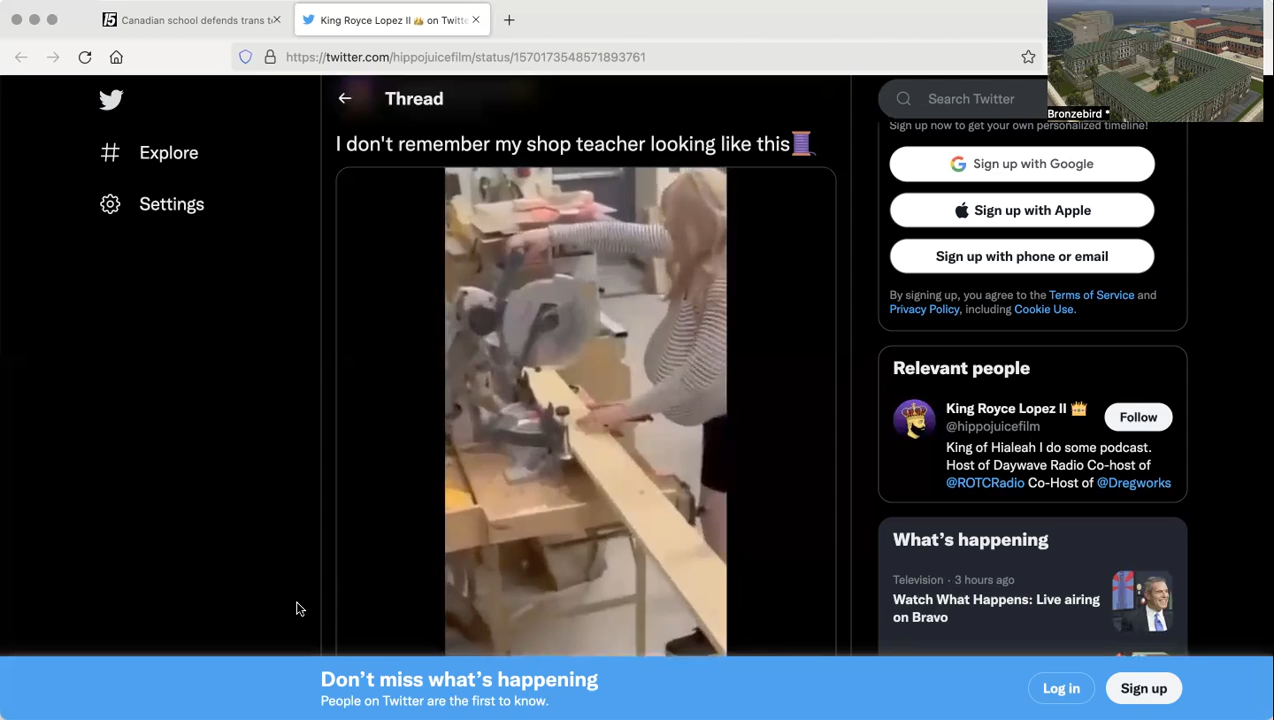 Canadian school defends trans t
King Royce Lopez II 👑 on Twitt
https://twitter.com/hippojuicefilm/status/1570173548571893761
Bronzebird *
Thread
Search Twitter
Explore
Settings
I don't remember my shop teacher looking like this🧵
Sign up now to get your own personalized timeline!
Sign up with Google
Sign up with Apple
Sign up with phone or email
By signing up, you agree to the Terms of Service and
Privacy Policy, including Cookie Use.
Relevant people
King Royce Lopez II 👑
@hippojuicefilm
Follow
King of Hialeah I do some podcast.
Host of Daywave Radio Co-host of
@ROTCRadio Co-Host of @Dregworks
What's happening
Television · 3 hours ago
Watch What Happens: Live airing
on Bravo
Don't miss what's happening
People on Twitter are the first to know.
Log in
Sign up